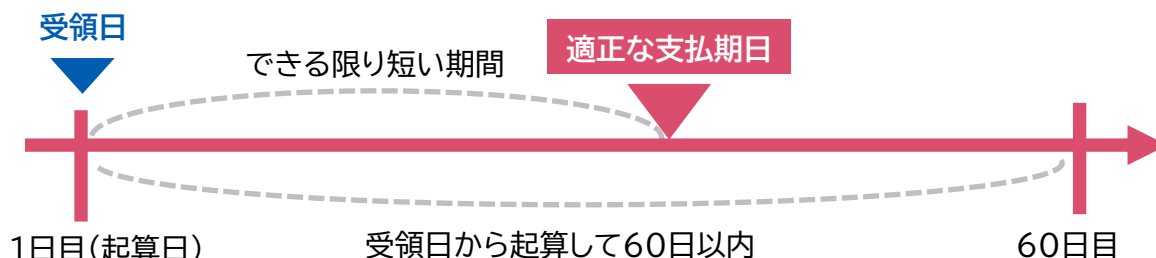 受領日
適正な支払期日
できる限り短い期間
1日目(起算日)
受領日から起算して60日以内
60日目